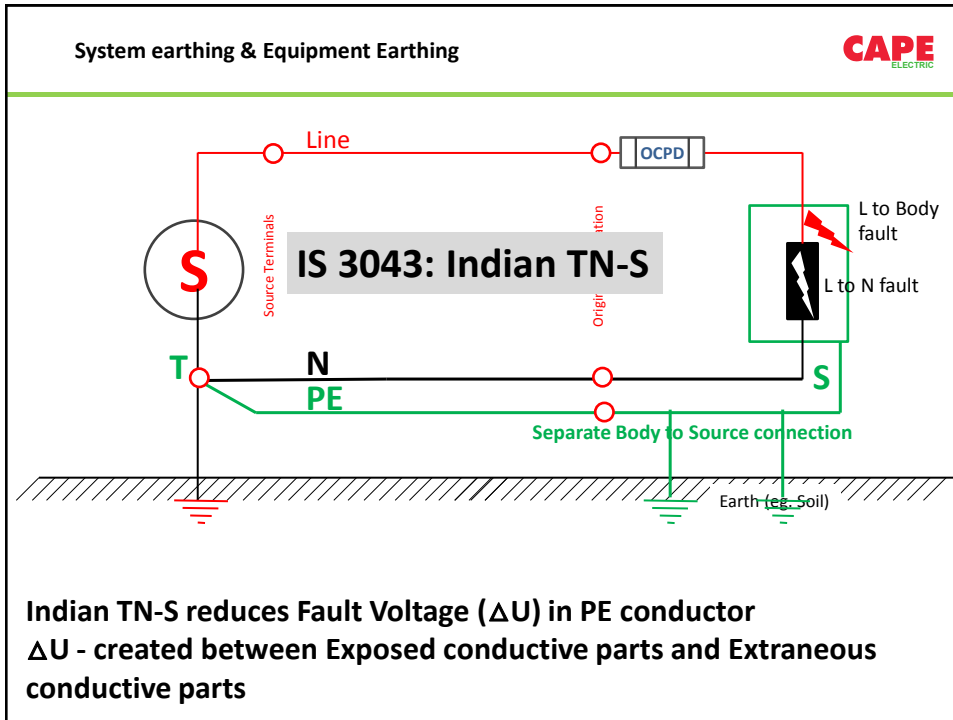 System earthing & Equipment Earthing
CAPE
ELECTRIC
Line
OCPD
L to Body
fault
Source Terminals
S
IS 3043: Indian TN-S
L to N fault
T
N
S
PE
Separate Body to Source connection
Earth (eg. Soil)
Indian TN-S reduces Fault Voltage (△U) in PE conductor
△U - created between Exposed conductive parts and Extraneous
conductive parts